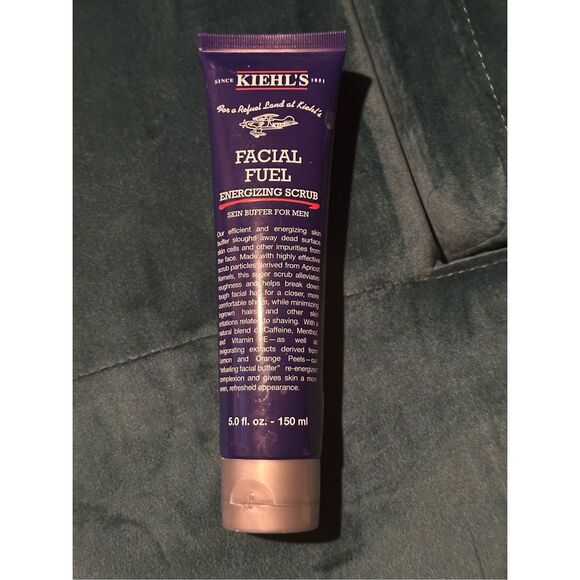 SINCE KIEHL'S 1851
For a Refuel Land at Kiehl's
KIEHL'S
FACIAL
FUEL
ENERGIZING SCRUB
SKIN BUFFER FOR MEN
Our efficient and energizing skin
buffer sloughs away dead surface
skin cells and other impurities from
the face. Made with highly effective
scrub particles derived from Apricot
Kernels, this super scrub alleviates
roughness and helps break down
tough facial hair for a closer, more
comfortable shave, while minimizing
ingrown hairs and other skin
irritations related to shaving. With a
natural blend of Caffeine, Menthol,
and Vitamin E—as well as
invigorating extracts derived from
Lemon and Orange Peels—our
"refueling facial buffer" re-energizes
complexion and gives skin a more
even, refreshed appearance.
5.0 fl. oz. - 150 ml